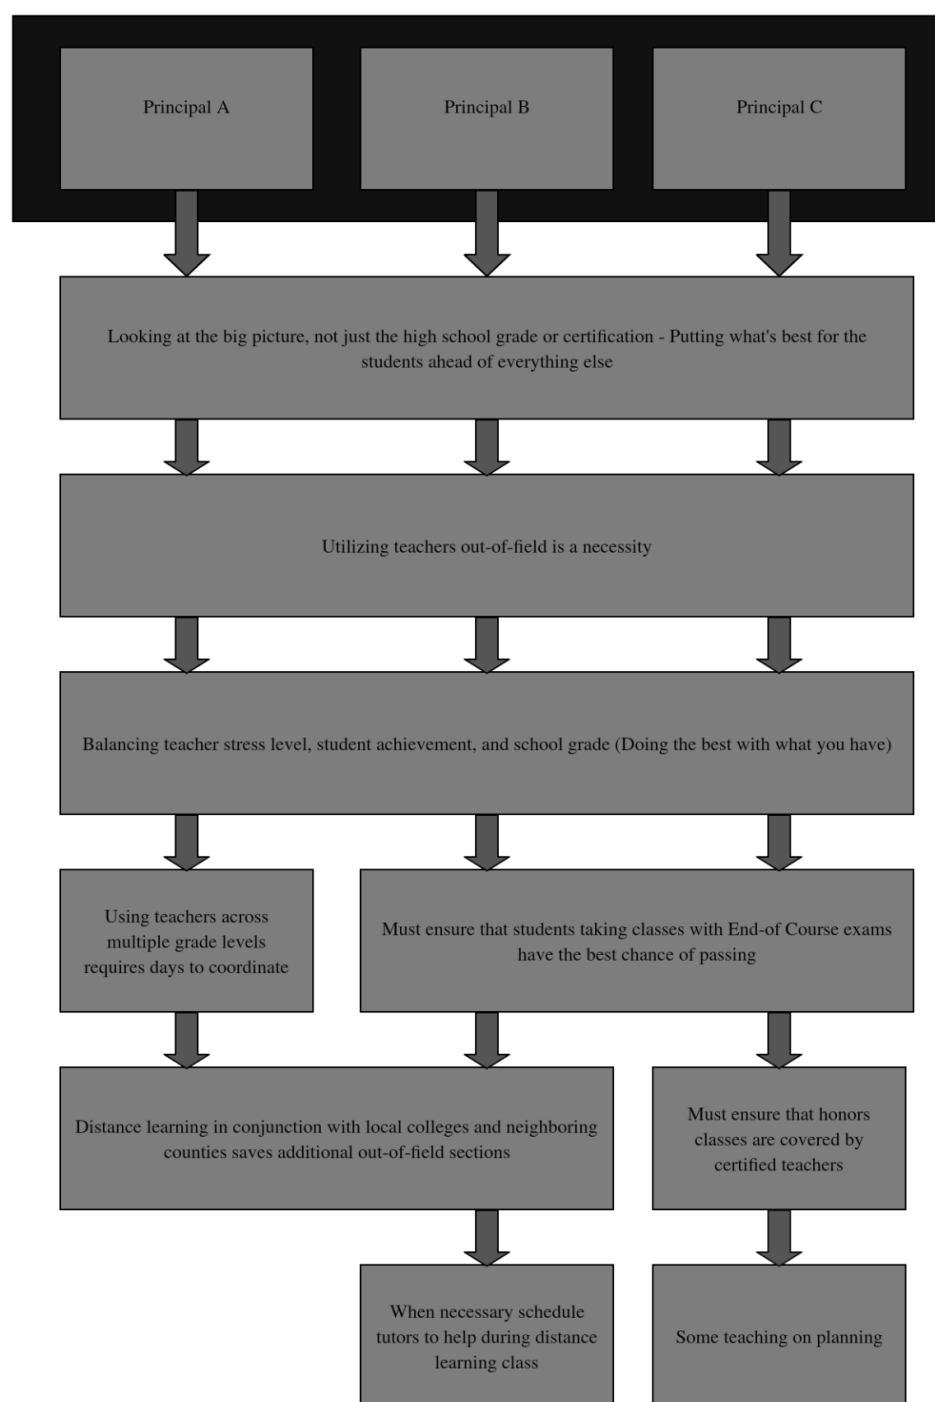 Principal A
Principal B
Principal C
Looking at the big picture, not just the high school grade or certification - Putting what's best for the
students ahead of everything else
Utilizing teachers out-of-field is a necessity
Balancing teacher stress level, student achievement, and school grade (Doing the best with what you have)
Using teachers across
multiple grade levels
requires days to coordinate
Must ensure that students taking classes with End-of Course exams
have the best chance of passing
Distance learning in conjunction with local colleges and neighboring
counties saves additional out-of-field sections
Must ensure that honors
classes are covered by
certified teachers
When necessary schedule
tutors to help during distance
learning class
Some teaching on planning